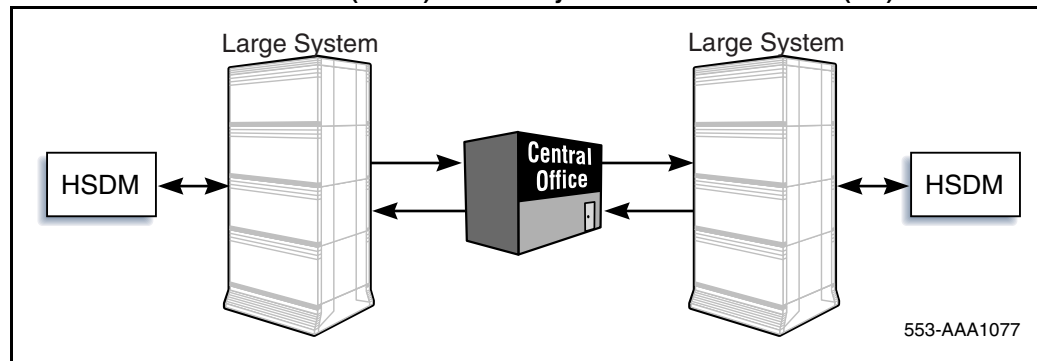 Large System
Large System
HSDM
Central
Office
HSDM
553-AAA1077